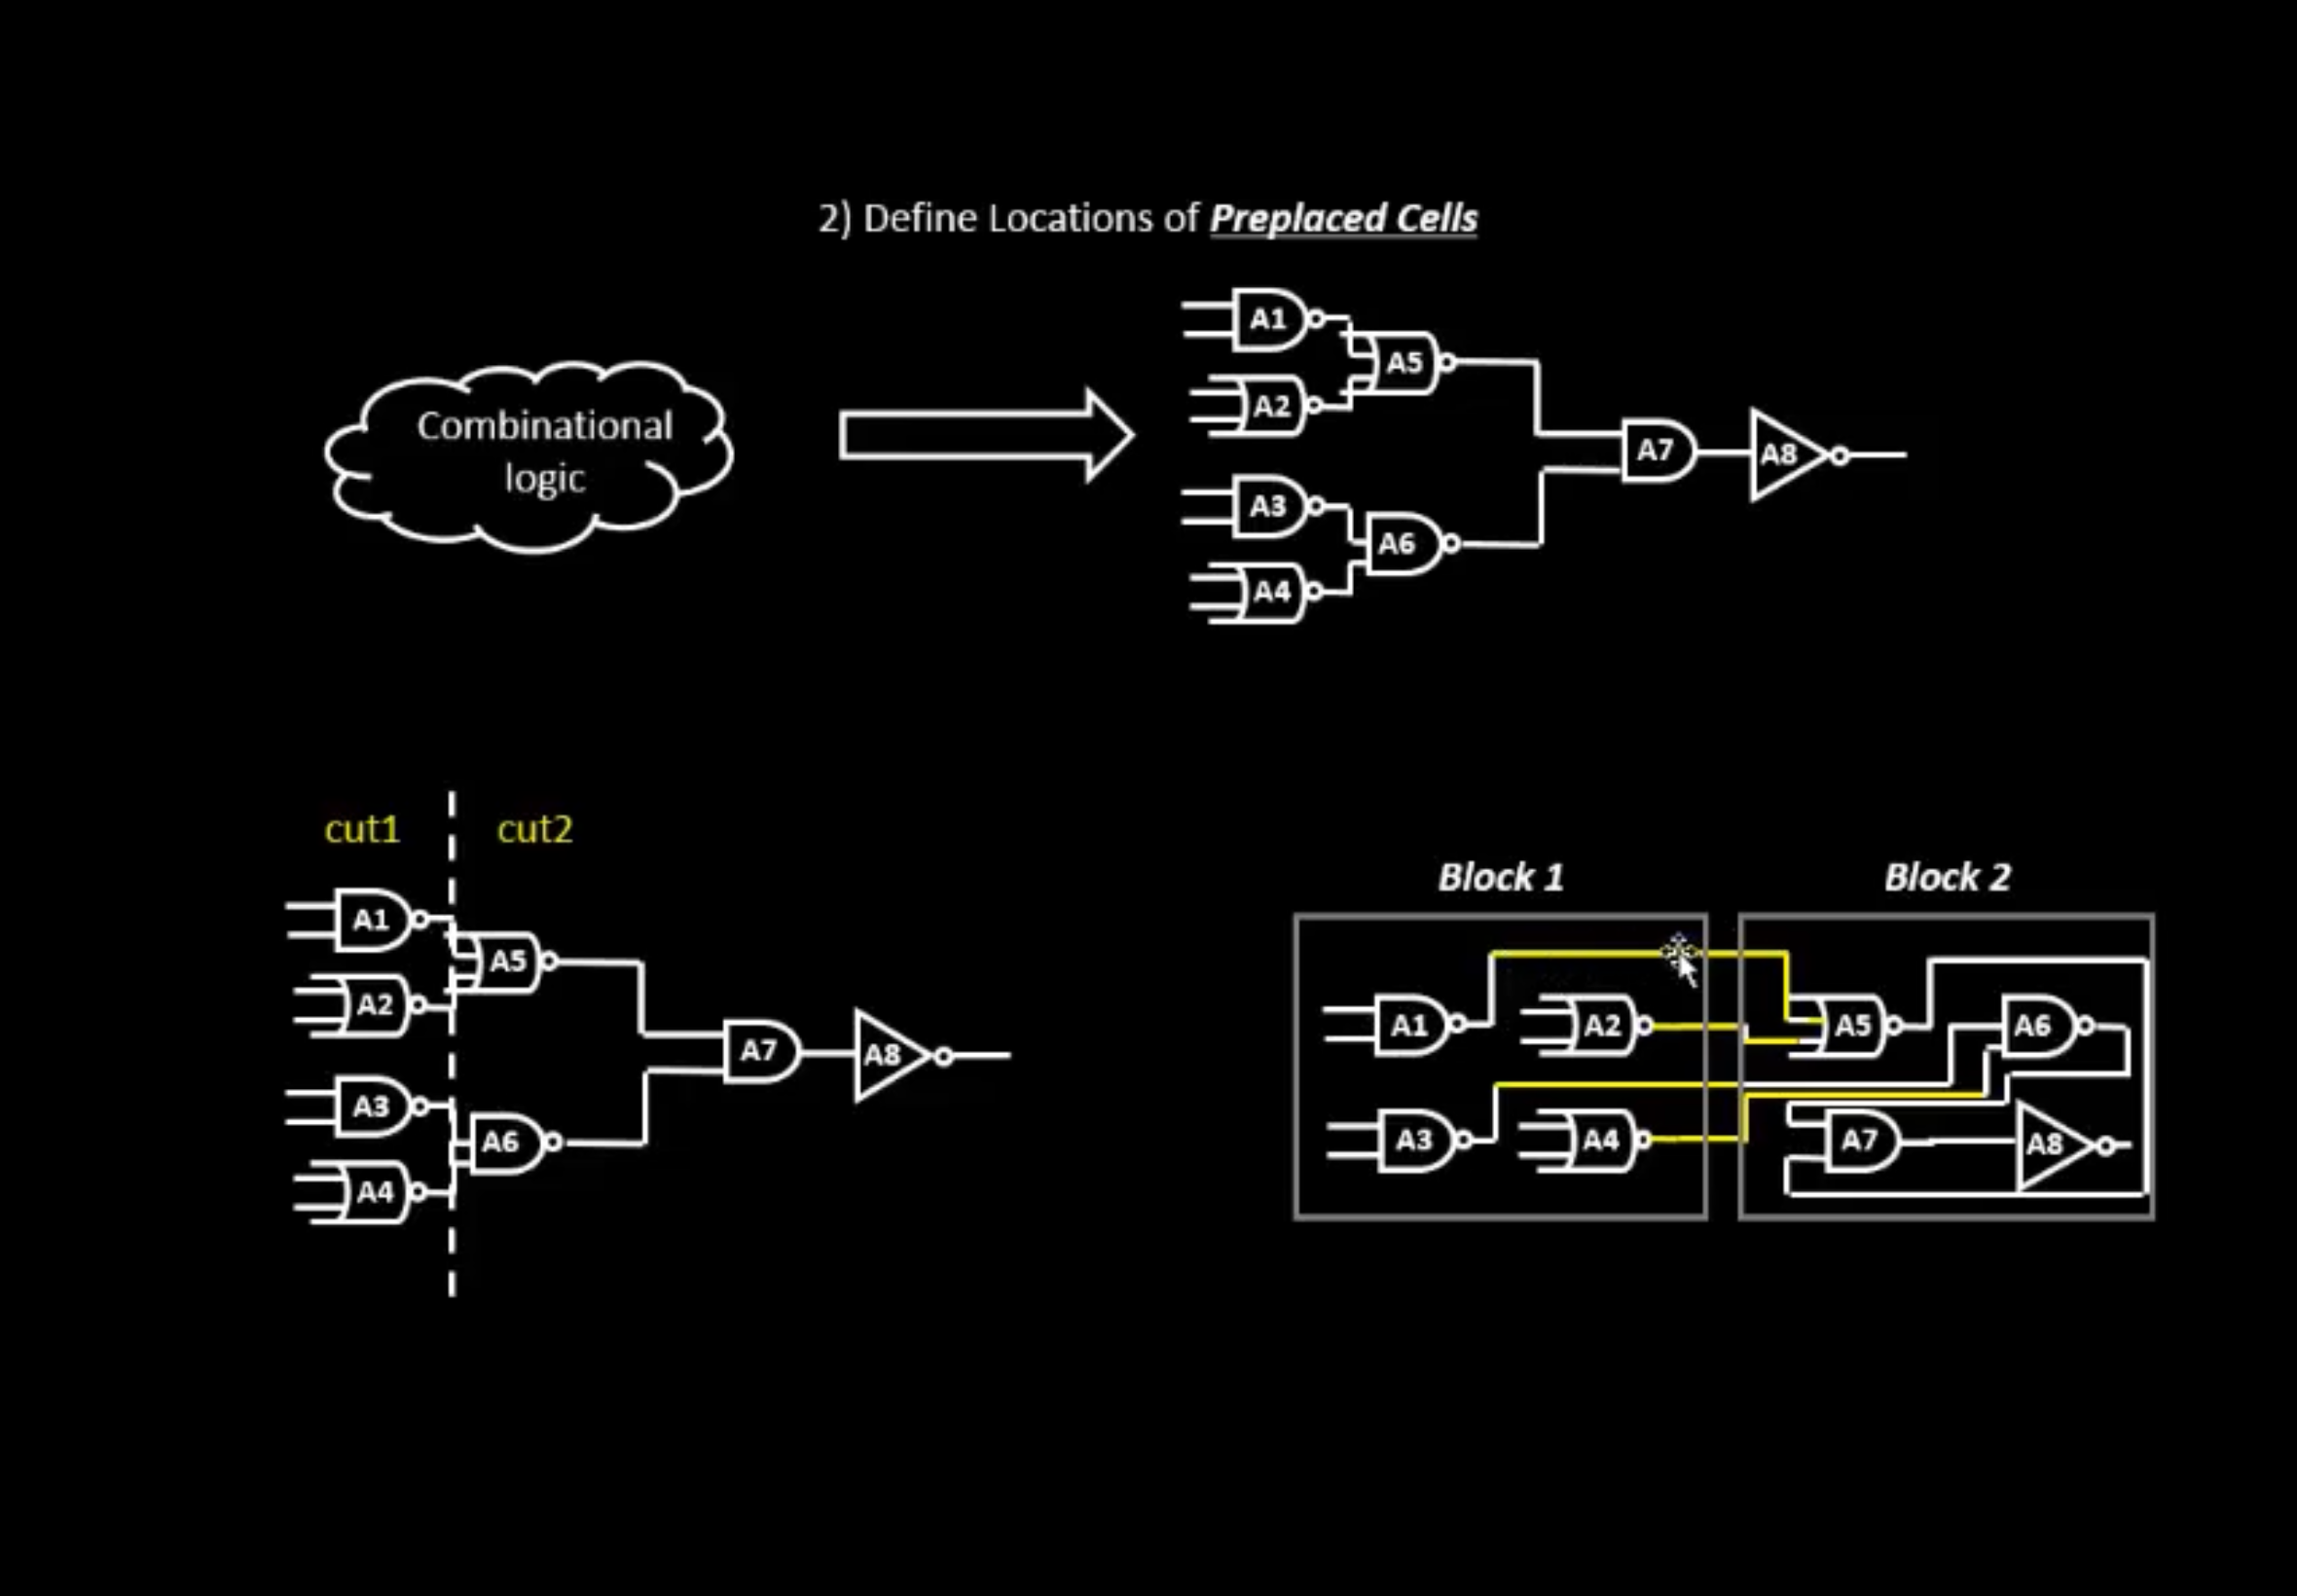 2) Define Locations of Preplaced Cells
Combinational
logic
A1
A5
A2
A7
A8
A3
A6
A4
cut1 cut2
A1
A5
A2
A7
A8
A3
A6
A4
Block 1
Block 2
A1
A2
A5
A6
A3
A4
A7
A8